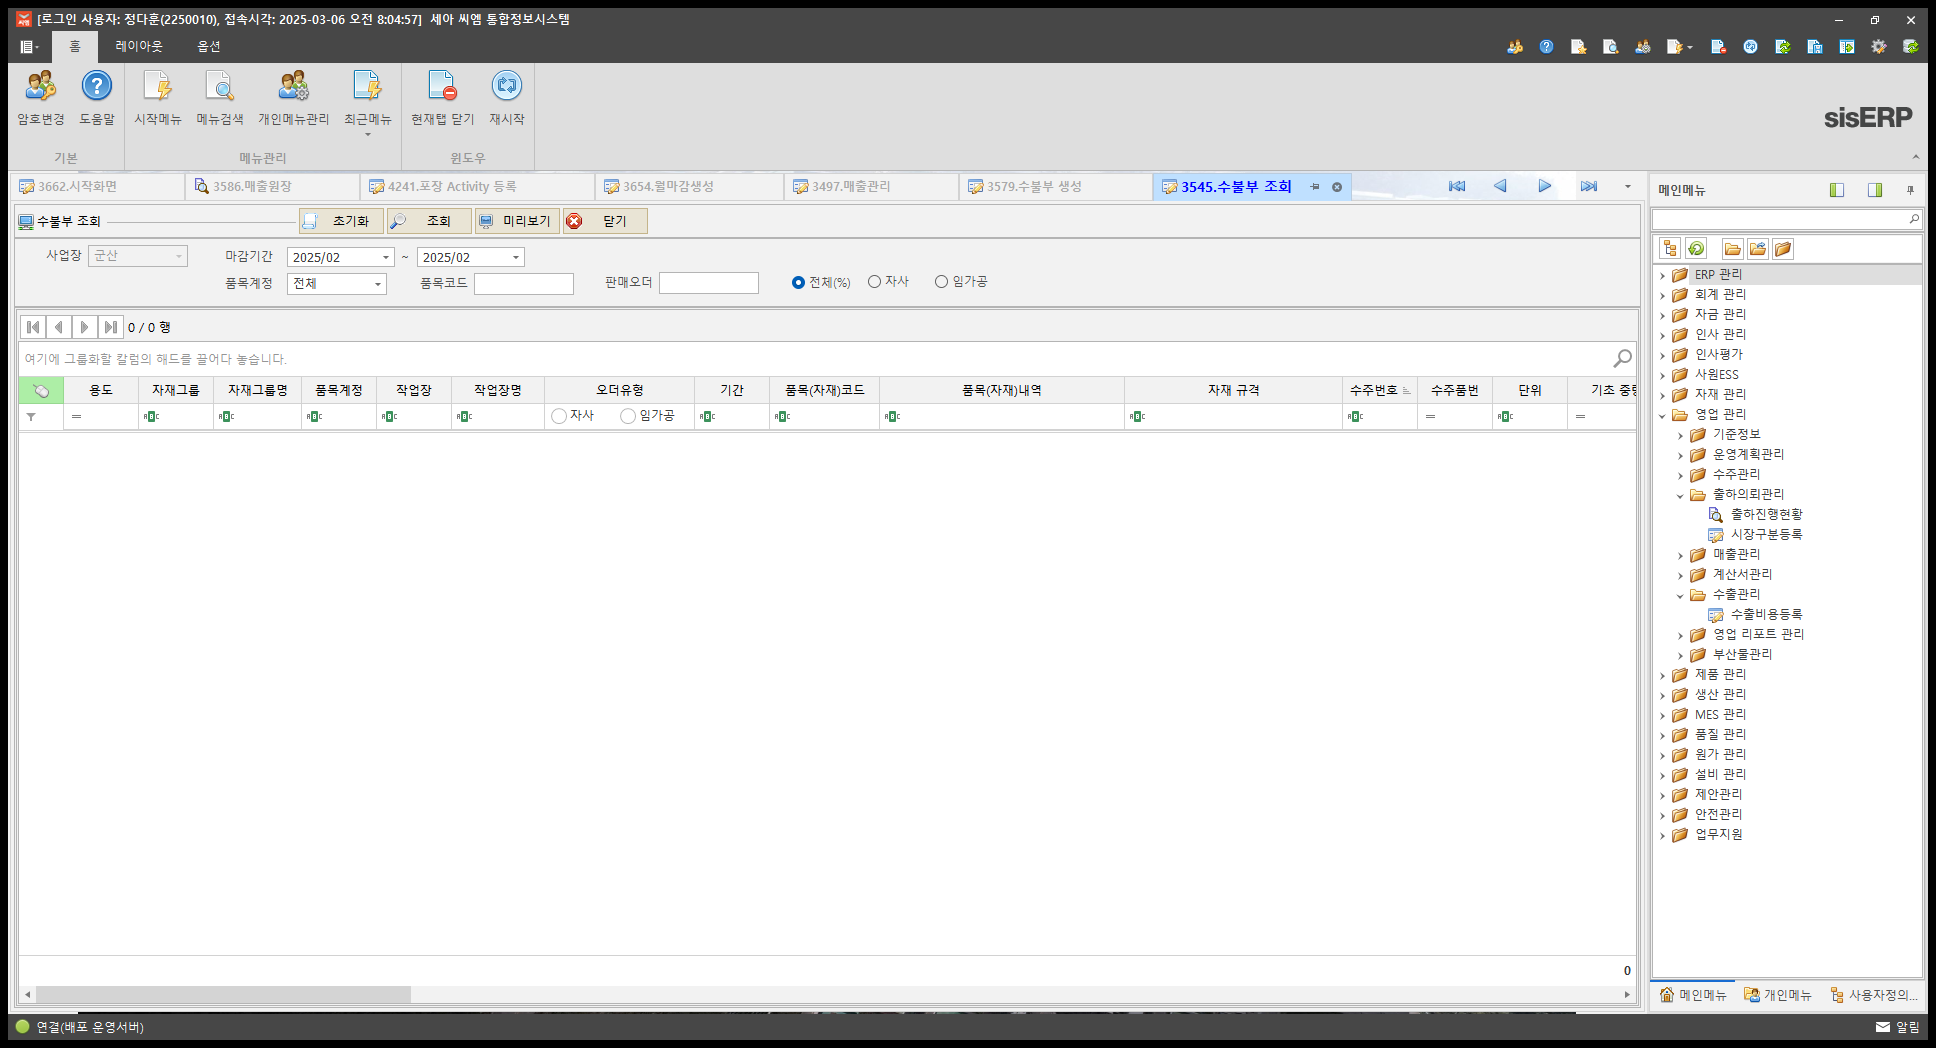 [로그인 사용자: 정다훈(2250010), 접속시각: 2025-03-06 오전 8:04:57] 세아 씨엠 통합정보시스템
홈 레이아웃 옵션
암호변경 도움말 시작메뉴 메뉴검색 개인메뉴관리 최근메뉴 현재탭 닫기 재시작
기본 메뉴관리 윈도우
sisERP
3662.시작화면 3586.매출원장 4241.포장 Activity 등록 3654.월마감생성 3497.매출관리 3579.수불부 생성 3545.수불부 조회
수불부 조회 초기화 조회 미리보기 닫기
사업장 군산 마감기간 2025/02 ~ 2025/02
품목계정 전체 품목코드 판매오더 전체(%) 자사 임가공
0 / 0 행
여기에 그룹화할 칼럼의 헤드를 끌어다 놓습니다.
용도 자재그룹 자재그룹명 품목계정 작업장 작업장명 오더유형 기간 품목(자재)코드 품목(자재)내역 자재 규격 수주번호 수주품번 단위 기초 중량
= ABC ABC ABC ABC ABC 자사 임가공 ABC ABC ABC ABC ABC = ABC =
0
메인메뉴
ERP 관리
회계 관리
자금 관리
인사 관리
인사평가
사원ESS
자재 관리
영업 관리
기준정보
운영계획관리
수주관리
출하의뢰관리
출하진행현황
시장구분등록
매출관리
계산서관리
수출관리
수출비용등록
영업 리포트 관리
부산물관리
제품 관리
생산 관리
MES 관리
품질 관리
원가 관리
설비 관리
제안관리
안전관리
업무지원
메인메뉴 개인메뉴 사용자정의...
연결(배포 운영서버) 알림